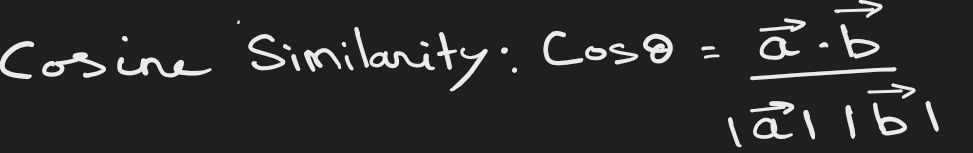 Cosine Similarity: Cosθ = a⃗·b⃗ / |a⃗| |b⃗|